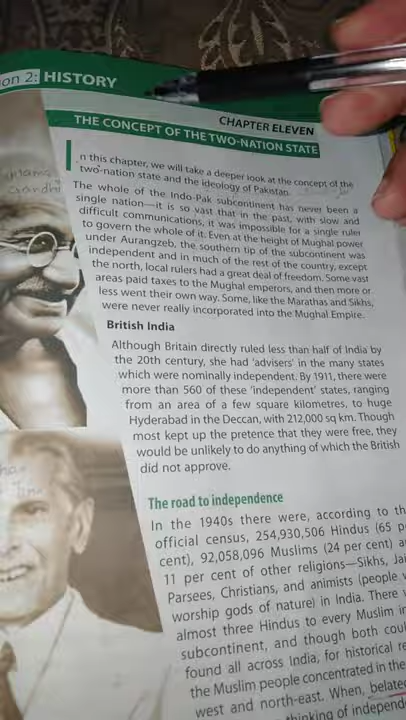 on 2: HISTORY
CHAPTER ELEVEN
THE CONCEPT OF THE TWO-NATION STATE
In this chapter, we will take a deeper look at the concept of the
two-nation state and the ideology of Pakistan.
Gandhi
The whole of the Indo-Pak subcontinent has never been a
single nation—it is so vast that in the past, with slow and
difficult communications, it was impossible for a single ruler
to govern the whole of it. Even at the height of Mughal power
under Aurangzeb, the southern tip of the subcontinent was
independent and in much of the rest of the country, except
the north, local rulers had a great deal of freedom. Some vast
areas paid taxes to the Mughal emperors, and then more or
less went their own way. Some, like the Marathas and Sikhs,
were never really incorporated into the Mughal Empire.
British India
Although Britain directly ruled less than half of India by
the 20th century, she had 'advisers' in the many states
which were nominally independent. By 1911, there were
more than 560 of these 'independent' states, ranging
from an area of a few square kilometres, to huge
Hyderabad in the Deccan, with 212,000 sq km. Though
most kept up the pretence that they were free, they
would be unlikely to do anything of which the British
did not approve.
The road to independence
In the 1940s there were, according to th
official census, 254,930,506 Hindus (65 p
cent), 92,058,096 Muslims (24 per cent) a
11 per cent of other religions—Sikhs, Jai
Parsees, Christians, and animists (people
worship gods of nature) in India. There
almost three Hindus to every Muslim in
subcontinent, and though both coul
found all across India, for historical re
the Muslim people concentrated in the
west and north-east. When, belate
thinking of independ